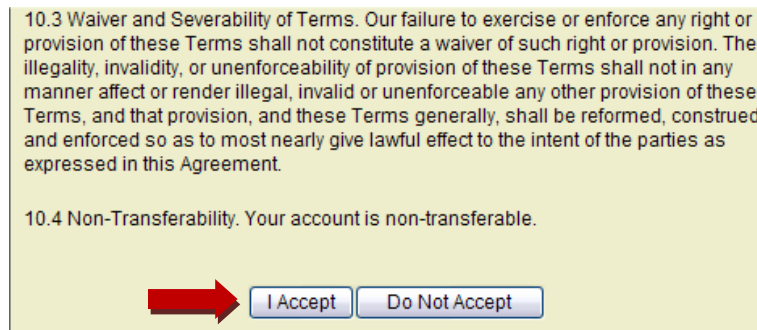 10.3 Waiver and Severability of Terms. Our failure to exercise or enforce any right or
provision of these Terms shall not constitute a waiver of such right or provision. The
illegality, invalidity, or unenforceability of provision of these Terms shall not in any
manner affect or render illegal, invalid or unenforceable any other provision of these
Terms, and that provision, and these Terms generally, shall be reformed, construed
and enforced so as to most nearly give lawful effect to the intent of the parties as
expressed in this Agreement.
10.4 Non-Transferability. Your account is non-transferable.
I Accept Do Not Accept